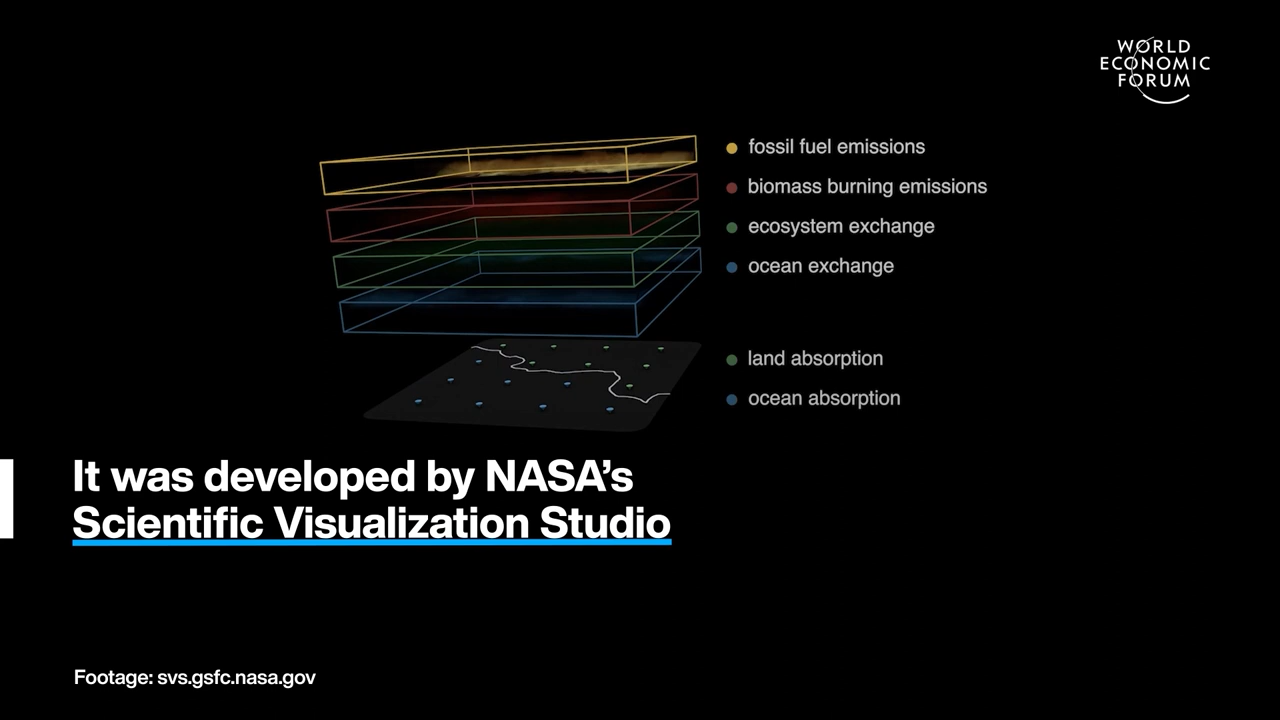 WORLD
ECONOMIC
FORUM
fossil fuel emissions
biomass burning emissions
ecosystem exchange
ocean exchange
land absorption
ocean absorption
It was developed by NASA’s
Scientific Visualization Studio
Footage: svs.gsfc.nasa.gov